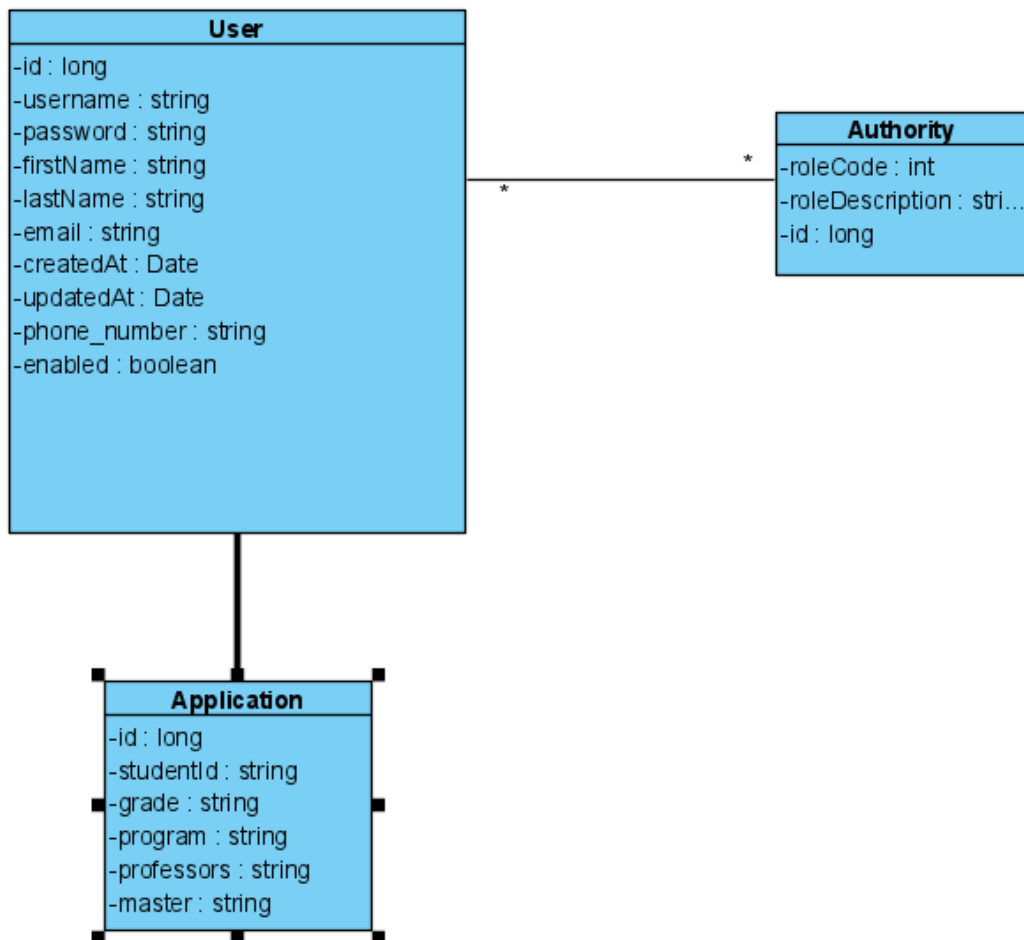 User
-id : long
-username : string
-password : string
-firstName : string
-lastName : string
-email : string
-createdAt : Date
-updatedAt : Date
-phone_number : string
-enabled : boolean
*
*
Authority
-roleCode : int
-roleDescription : stri...
-id : long
Application
-id : long
-studentId : string
-grade : string
-program : string
-professors : string
-master : string